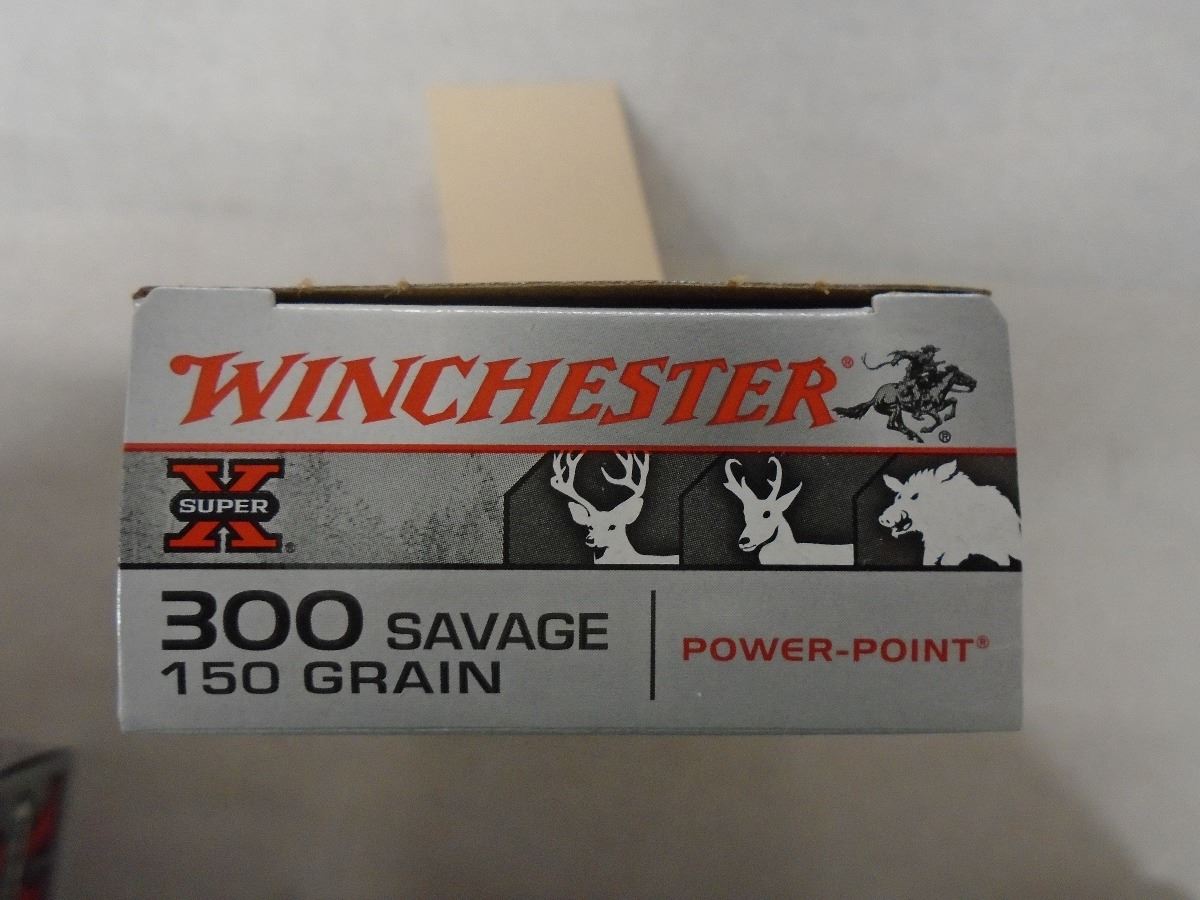 WINCHESTER®
®
SUPER X®
300 SAVAGE
150 GRAIN
POWER-POINT®